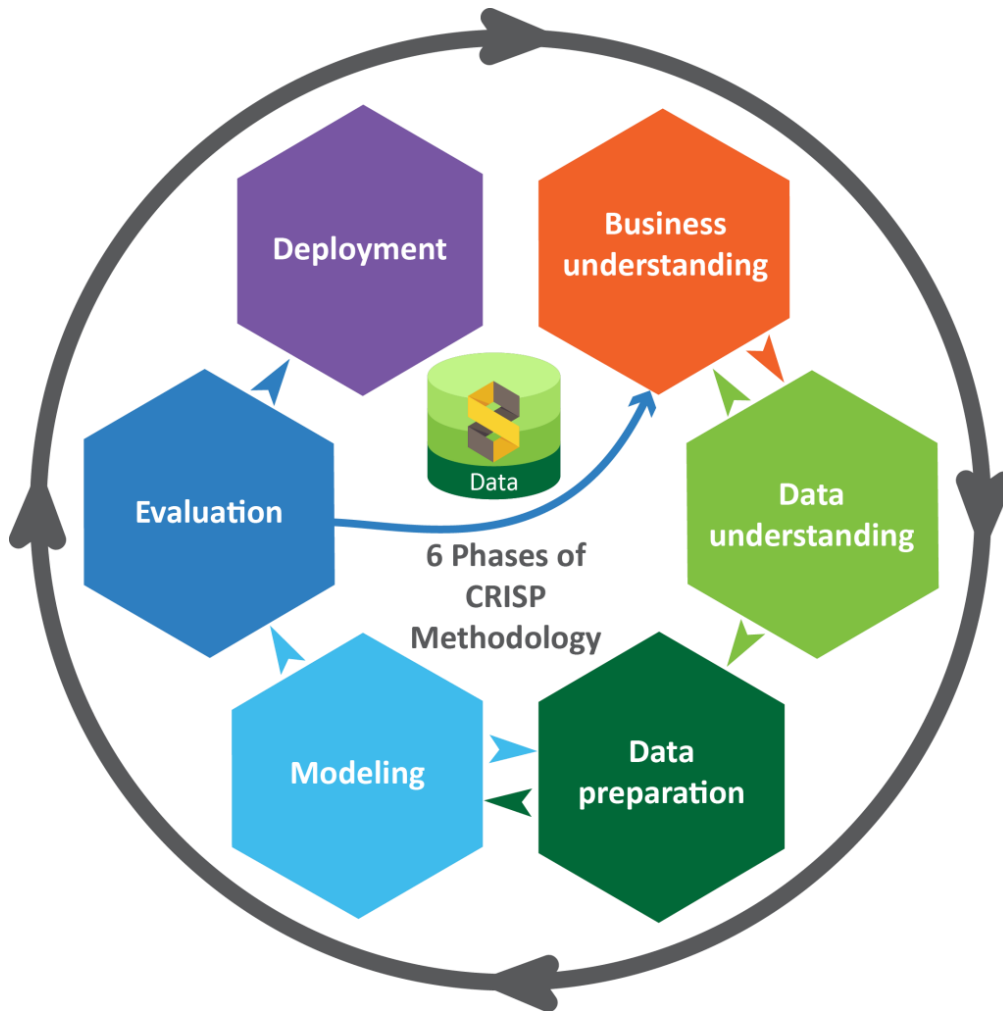 Deployment
Business
understanding
Data
Evaluation
Data
understanding
6 Phases of
CRISP
Methodology
Modeling
Data
preparation